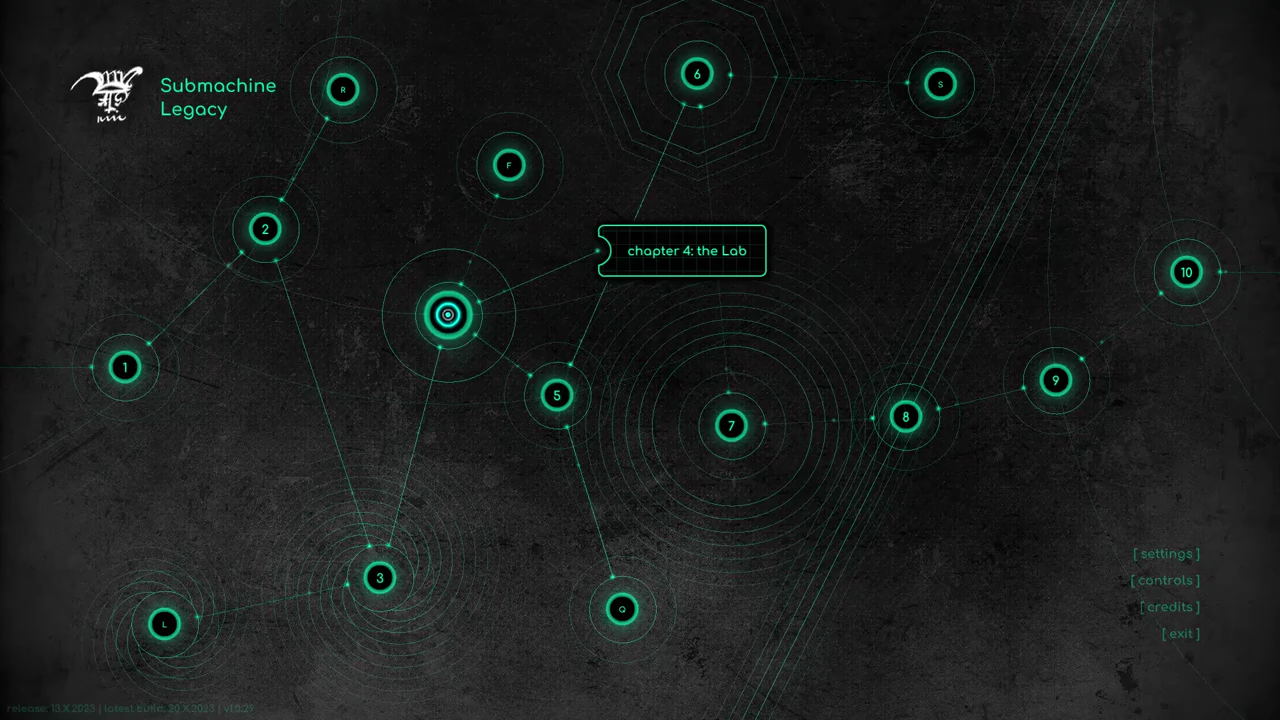 Submachine
Legacy
R
6
S
F
2
chapter 4: the Lab
10
1
9
5
8
7
3
Q
L
[ settings ]
[ controls ]
[ credits ]
[ exit ]
release: 13.X.2023 | latest build: 20.X.2023 | v1.0.29